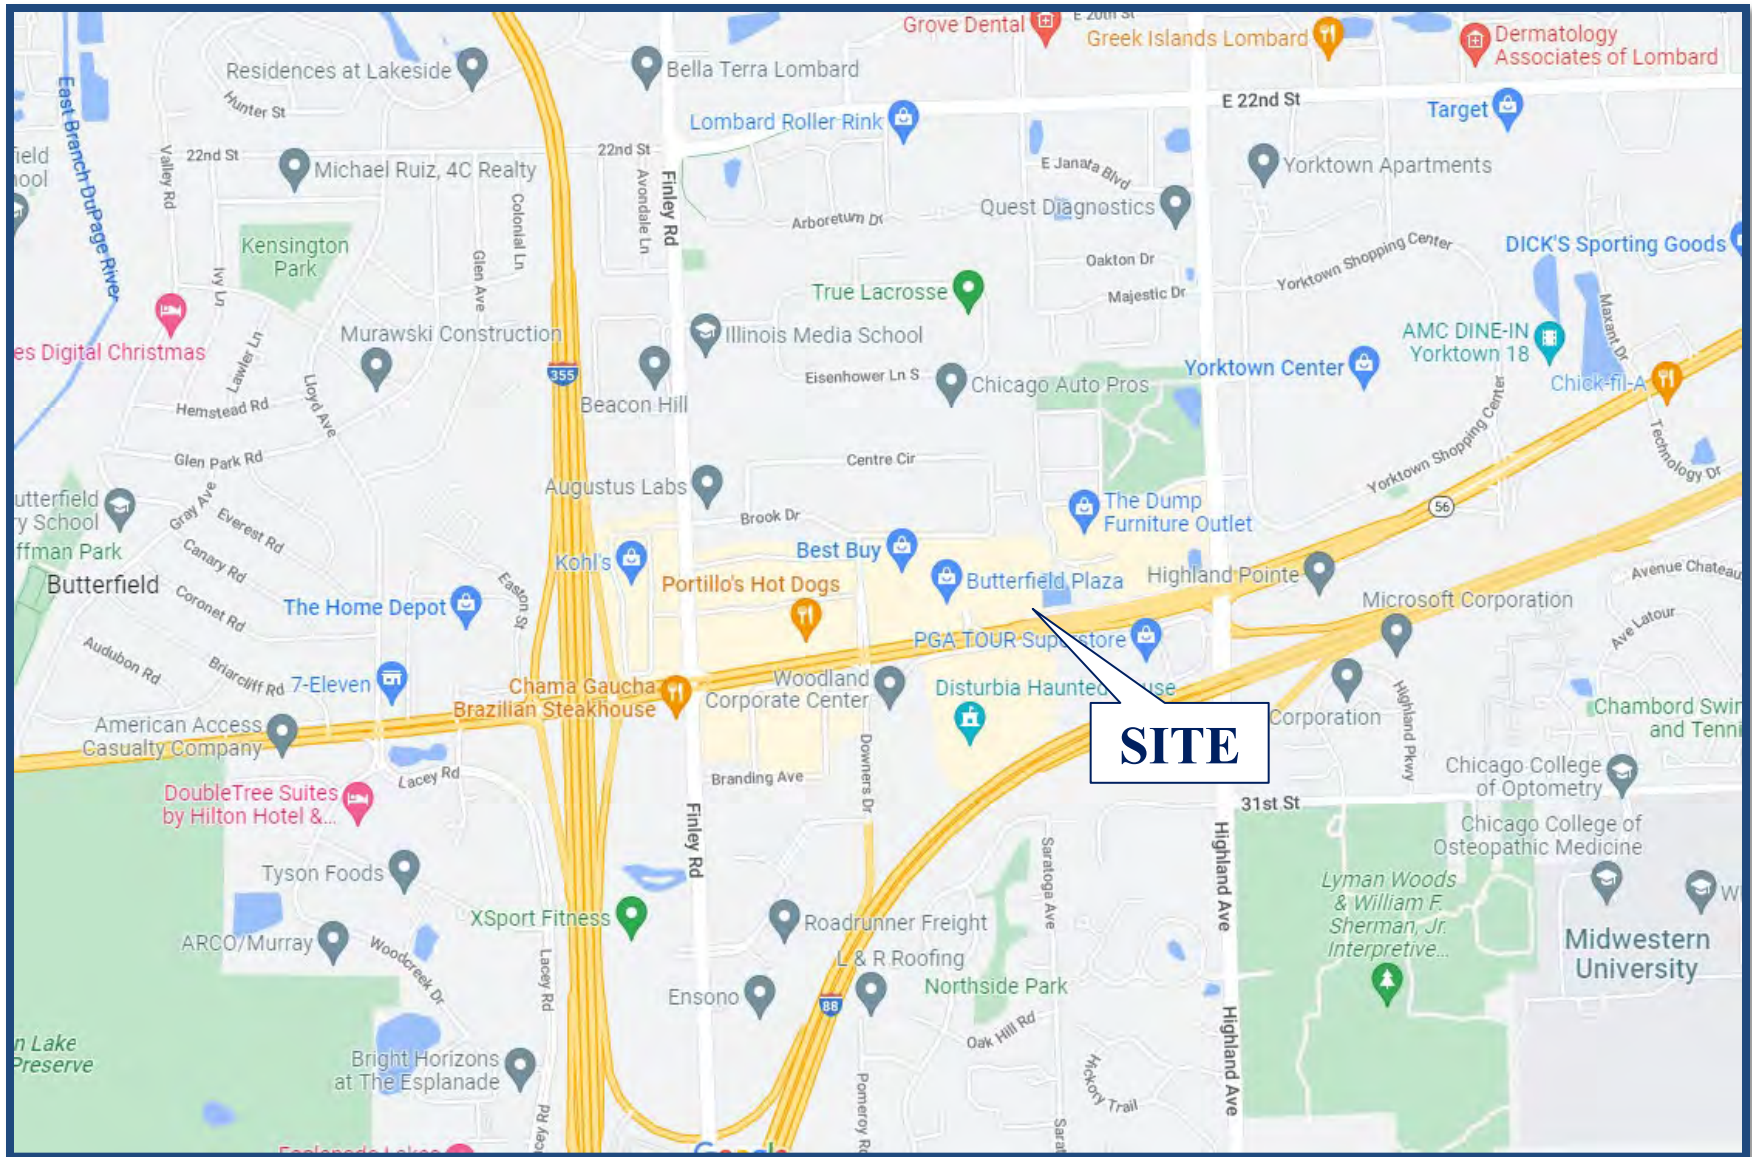 Grove Dental
E 20th St
Greek Islands Lombard
Dermatology
Associates of Lombard
Residences at Lakeside
Bella Terra Lombard
Hunter St
E 22nd St
Target
Lombard Roller Rink
East Branch DuPage River
22nd St
22nd St
Valley Rd
Michael Ruiz, 4C Realty
Avondale Ln
Finley Rd
E Janata Blvd
Yorktown Apartments
Colonial Ln
Quest Diagnostics
Arboretum Dr
Kensington
Park
Glen Ave
Ivy Ln
Oakton Dr
Yorktown Shopping Center
DICK'S Sporting Goods
True Lacrosse
Majestic Dr
Maxant Dr
Murawski Construction
Illinois Media School
AMC DINE-IN
Yorktown 18
es Digital Christmas
Lawler Ln
Lloyd Ave
355
Eisenhower Ln S
Chicago Auto Pros
Yorktown Center
Chick-fil-A
Hemstead Rd
Beacon Hill
Yorktown Shopping Center
Technology Dr
Glen Park Rd
Centre Cir
Augustus Labs
utterfield
ry School
Gray Ave
Everest Rd
Brook Dr
The Dump
Furniture Outlet
56
ffman Park
Canary Rd
Kohl's
Best Buy
Butterfield
Coronet Rd
Easton St
Portillo's Hot Dogs
Butterfield Plaza
Highland Pointe
Avenue Chateau
The Home Depot
Microsoft Corporation
Ave Latour
Audubon Rd
PGA TOUR Superstore
Briarcliff Rd
7-Eleven
Chama Gaucha
Brazilian Steakhouse
Woodland
Corporate Center
Disturbia Haunted
use
Highland Pkwy
American Access
Casualty Company
SITE
Corporation
Chambord Swi
and Tenni
Lacey Rd
Branding Ave
Downers Dr
Chicago College
of Optometry
DoubleTree Suites
by Hilton Hotel &...
Finley Rd
31st St
Highland Ave
Chicago College of
Osteopathic Medicine
Tyson Foods
Saratoga Ave
Lyman Woods
& William F.
Sherman, Jr.
Interpretive...
XSport Fitness
Roadrunner Freight
ARCO/Murray
Woodcreek Dr
Lacey Rd
L & R Roofing
Midwestern
University
Ensono
88
Northside Park
Highland Ave
Oak Hill Rd
n Lake
Preserve
Bright Horizons
at The Esplanade
Hickory Trail
Pomeroy R